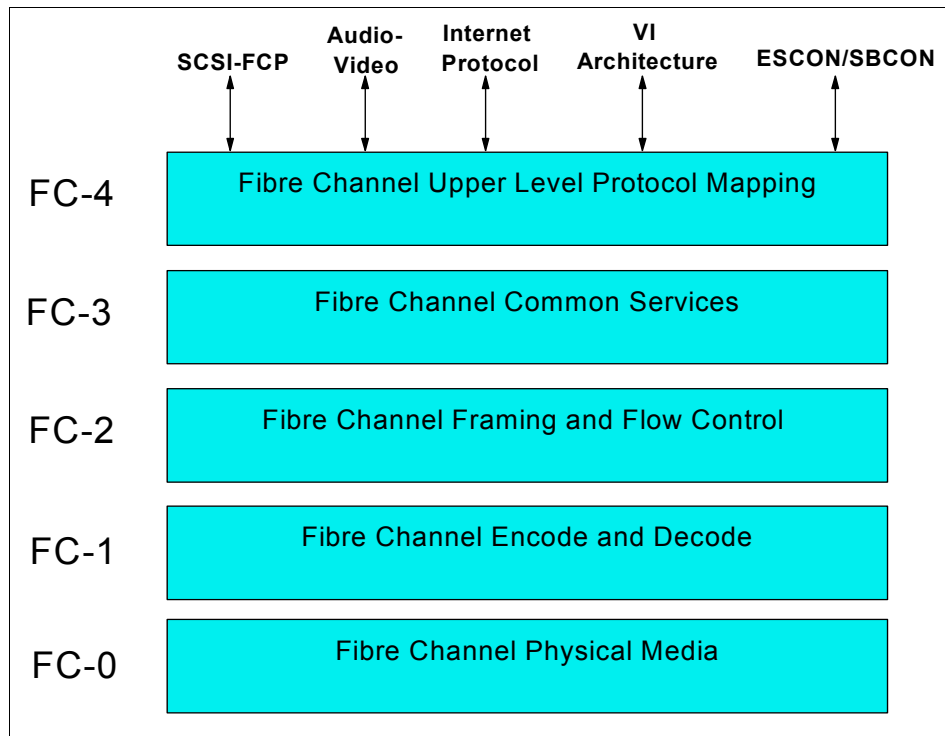 SCSI-FCP
Audio-
Video
Internet
Protocol
VI
Architecture
ESCON/SBCON
FC-4
Fibre Channel Upper Level Protocol Mapping
FC-3
Fibre Channel Common Services
FC-2
Fibre Channel Framing and Flow Control
FC-1
Fibre Channel Encode and Decode
FC-0
Fibre Channel Physical Media